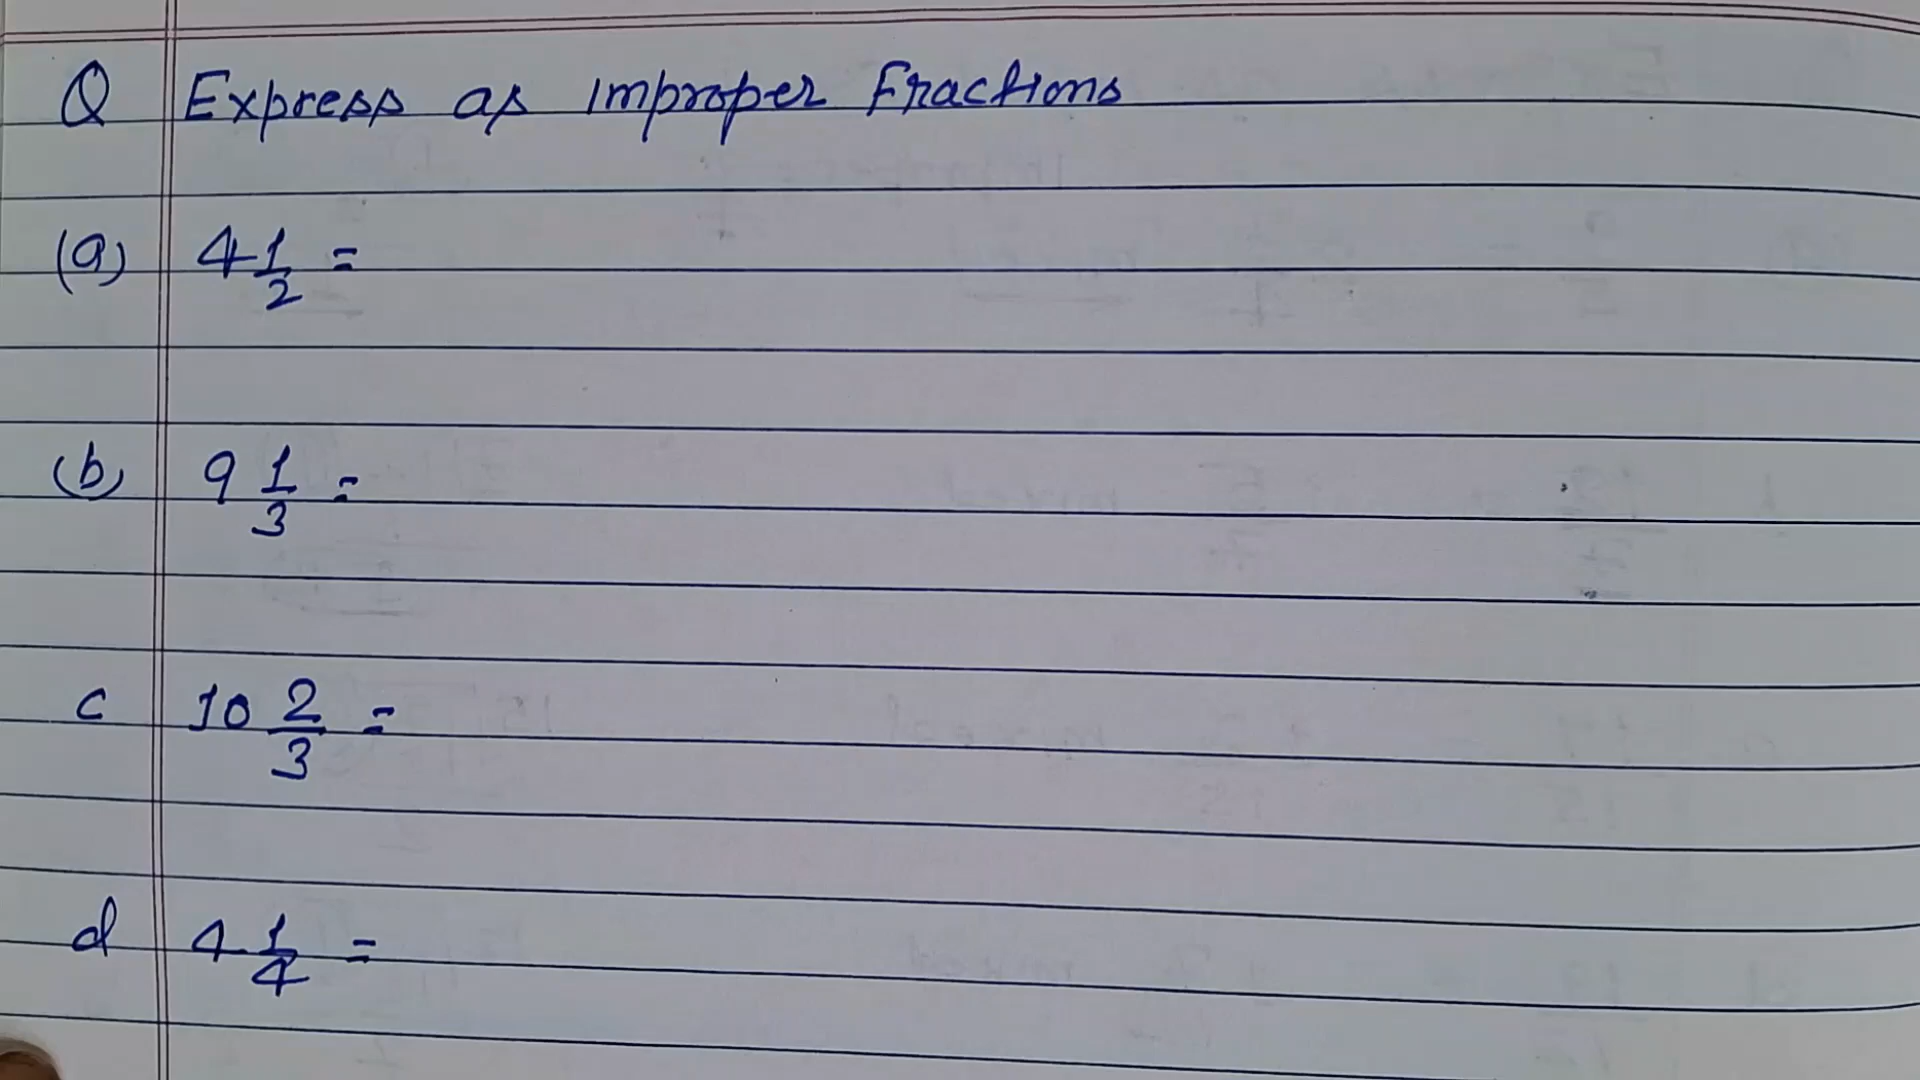 Q Express as Improper Fractions
(a) 4 1/2 =
(b) 9 1/3 =
c 10 2/3 =
d 4 1/4 =